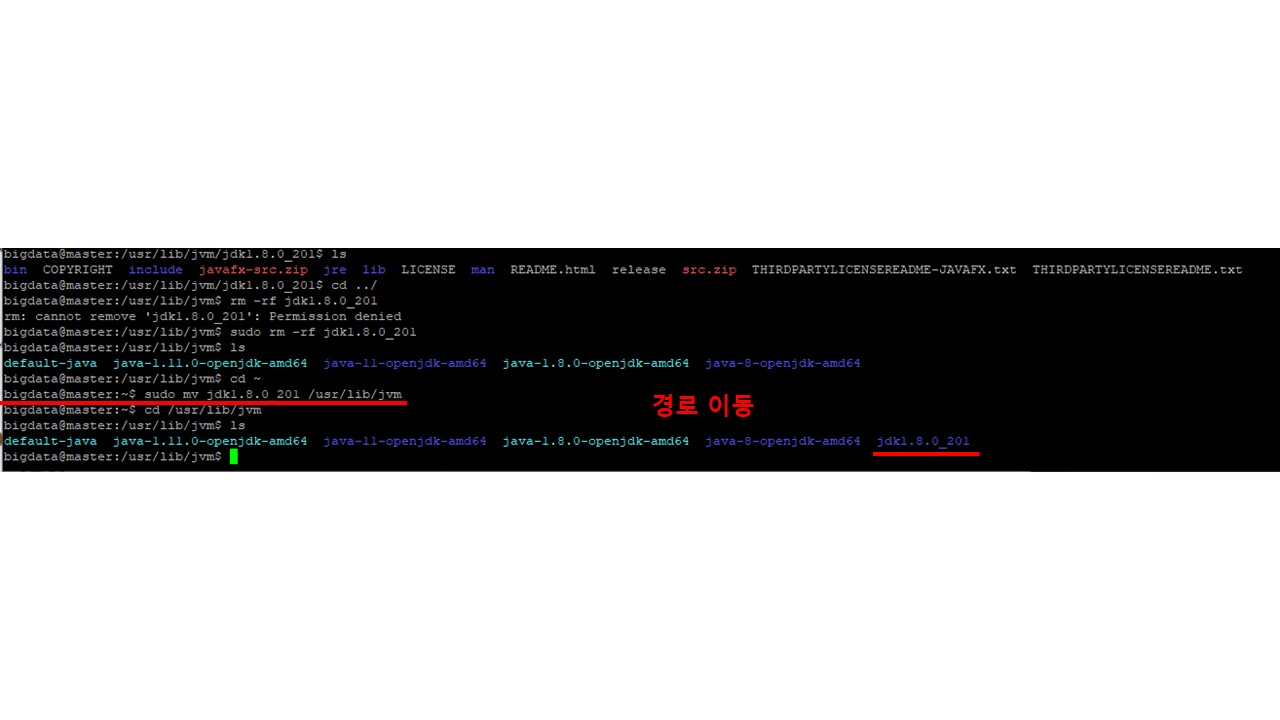 bigdata@master:/usr/lib/jvm/jdk1.8.0_201$ ls
bin COPYRIGHT include javafx-src.zip jre lib LICENSE man README.html release src.zip THIRDPARTYLICENSEREADME-JAVAFX.txt THIRDPARTYLICENSEREADME.txt
bigdata@master:/usr/lib/jvm/jdk1.8.0_201$ cd ../
bigdata@master:/usr/lib/jvm$ rm -rf jdk1.8.0_201
rm: cannot remove 'jdk1.8.0_201': Permission denied
bigdata@master:/usr/lib/jvm$ sudo rm -rf jdk1.8.0_201
bigdata@master:/usr/lib/jvm$ ls
default-java java-1.11.0-openjdk-amd64 java-11-openjdk-amd64 java-1.8.0-openjdk-amd64 java-8-openjdk-amd64
bigdata@master:/usr/lib/jvm$ cd ~
bigdata@master:~$ sudo mv jdk1.8.0_201 /usr/lib/jvm
경로 이동
bigdata@master:~$ cd /usr/lib/jvm
bigdata@master:/usr/lib/jvm$ ls
default-java java-1.11.0-openjdk-amd64 java-11-openjdk-amd64 java-1.8.0-openjdk-amd64 java-8-openjdk-amd64 jdk1.8.0_201
bigdata@master:/usr/lib/jvm$